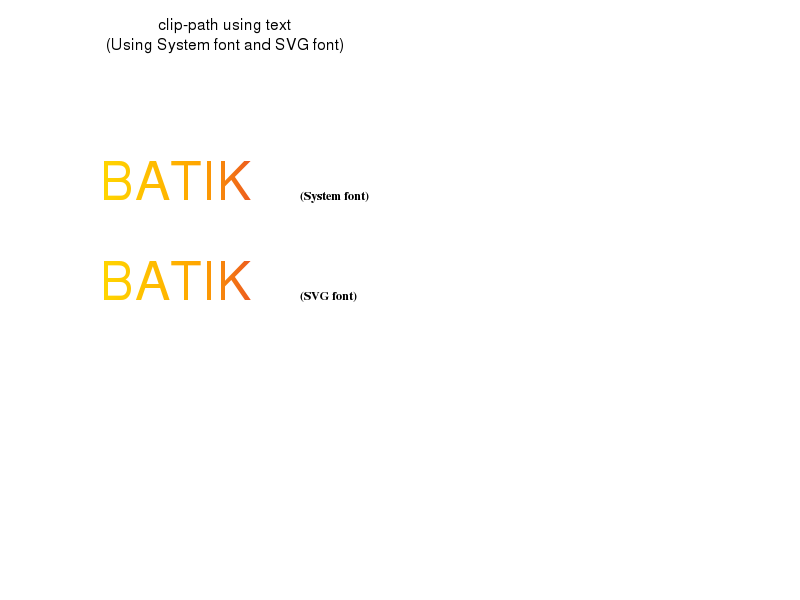 clip-path using text
(Using System font and SVG font)
BATIK (System font)
BATIK (SVG font)